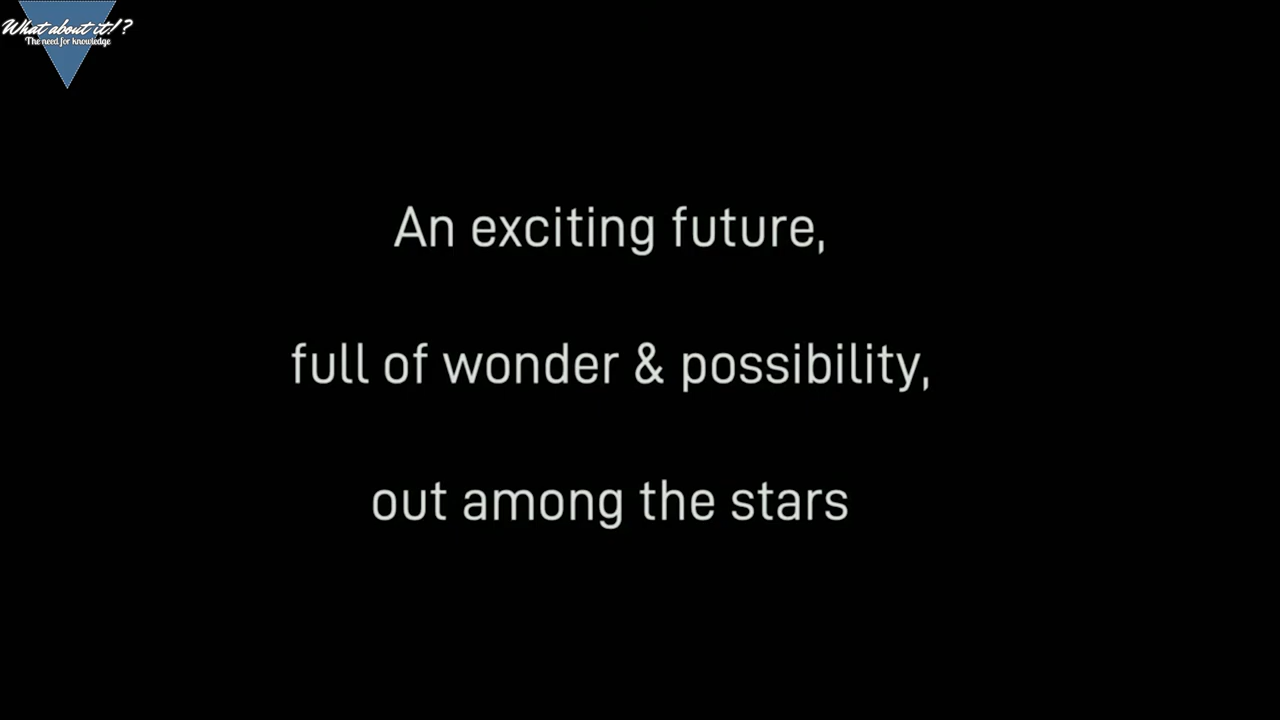 What about it!?
The need for knowledge
An exciting future,
full of wonder & possibility,
out among the stars